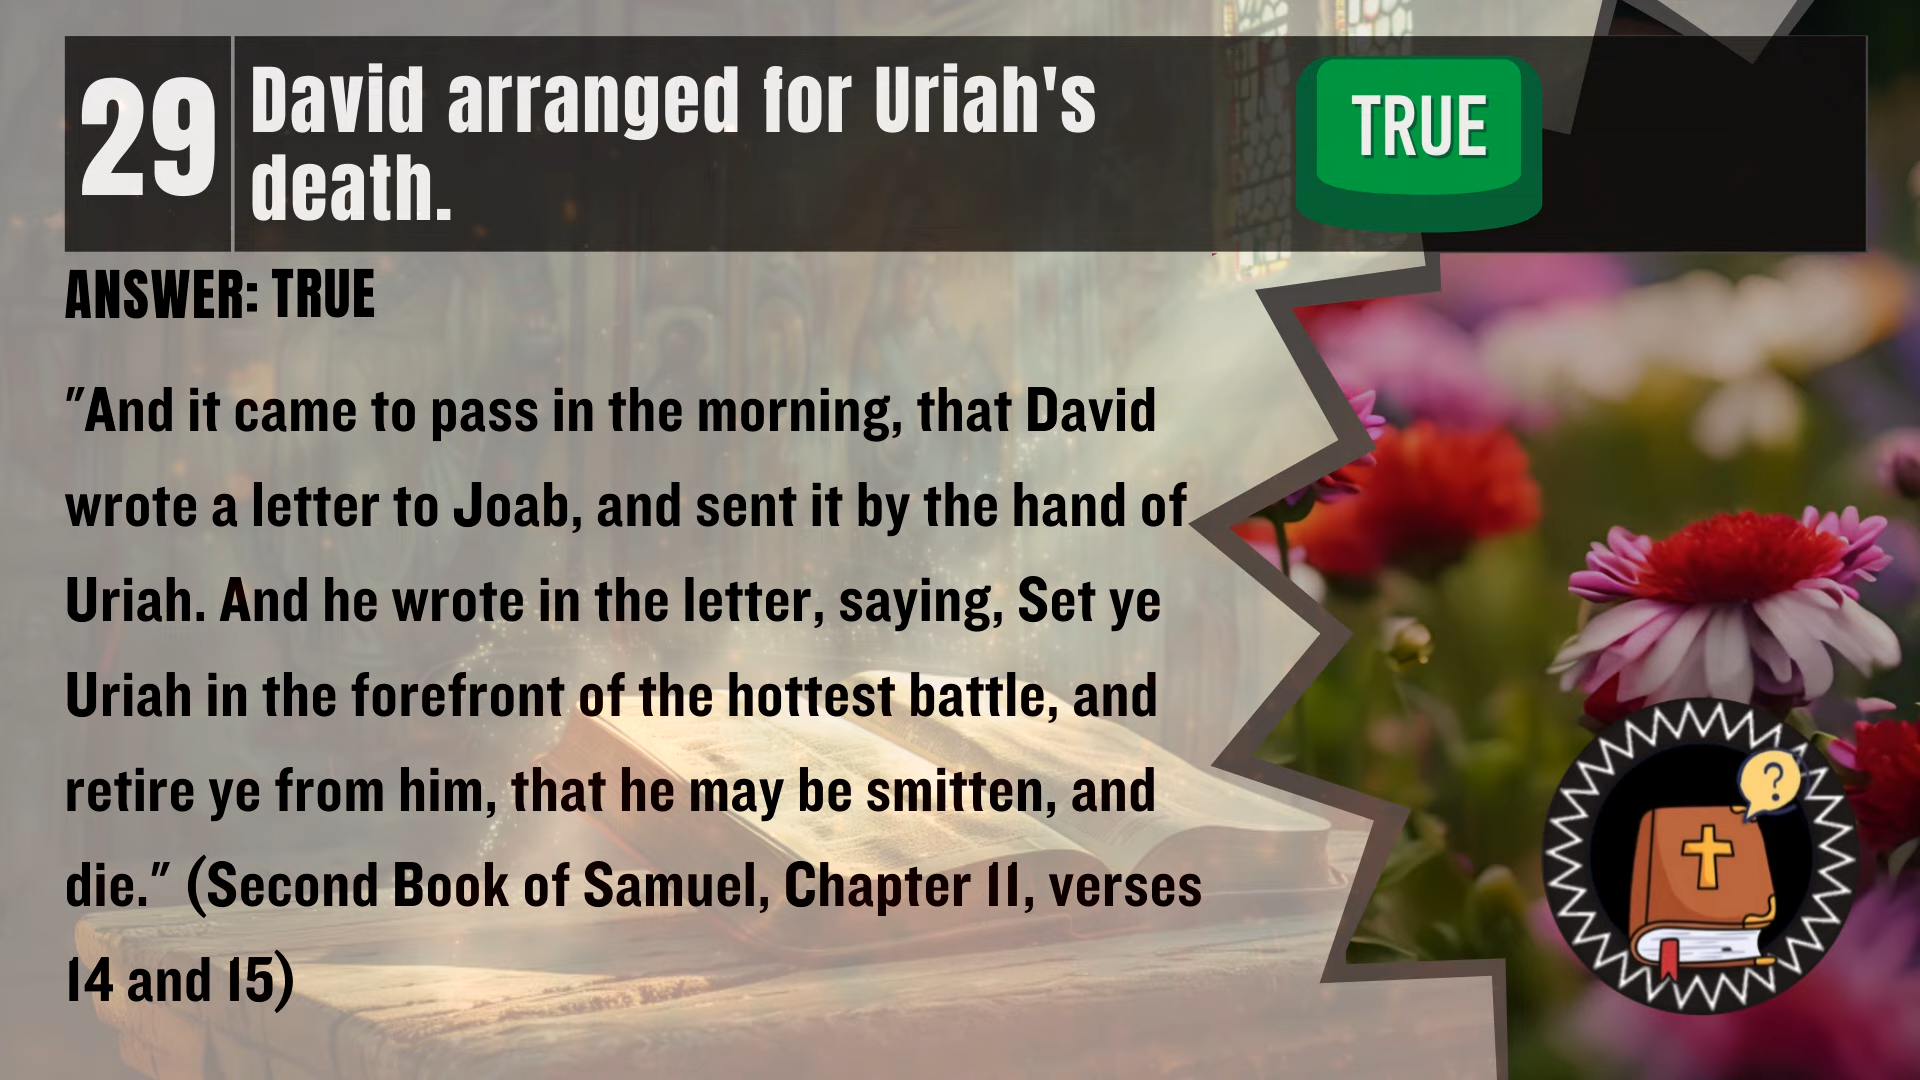 29
David arranged for Uriah's
death.
TRUE
ANSWER: TRUE
"And it came to pass in the morning, that David
wrote a letter to Joab, and sent it by the hand of
Uriah. And he wrote in the letter, saying, Set ye
Uriah in the forefront of the hottest battle, and
retire ye from him, that he may be smitten, and
die." (Second Book of Samuel, Chapter 11, verses
14 and 15)
?